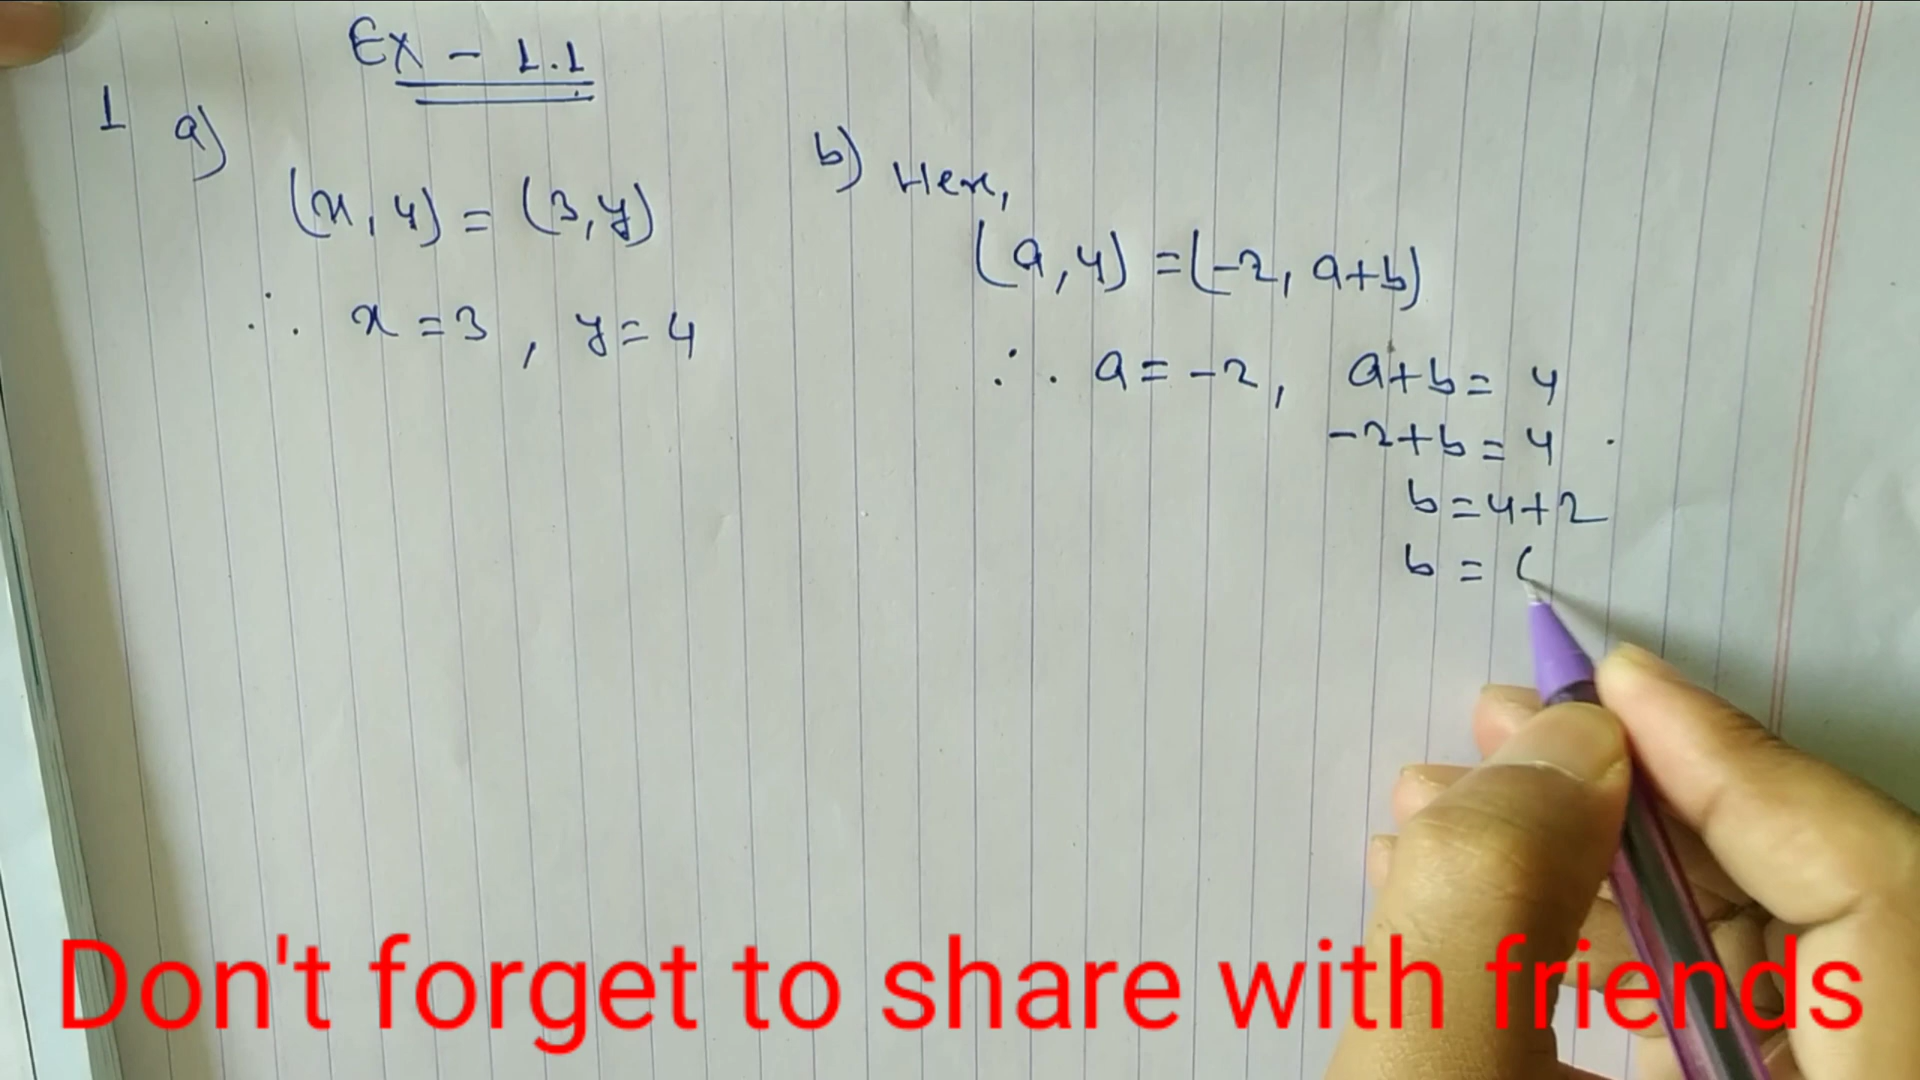 Ex - 1.1
1 a)
(x, 4) = (3, y)
∴ x = 3, y = 4
b) Here,
(a, 4) = (-2, a+b)
∴ a = -2, a+b = 4
-2+b = 4
b = 4+2
b =
Don't forget to share with friends